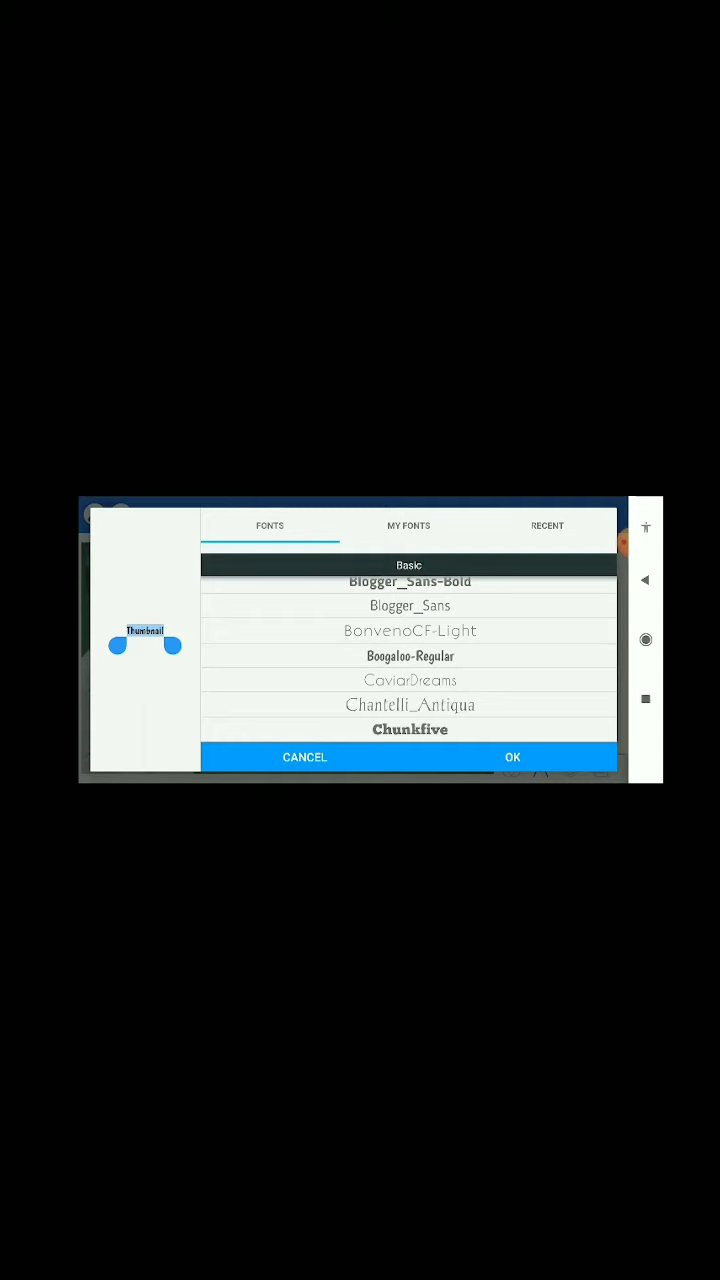 FONTS MY FONTS RECENT
Basic
Blogger_Sans-Bold
Blogger_Sans
Thumbnail
BonvenoCF-Light
Boogaloo-Regular
CaviarDreams
Chantelli_Antiqua
Chunkfive
CANCEL OK